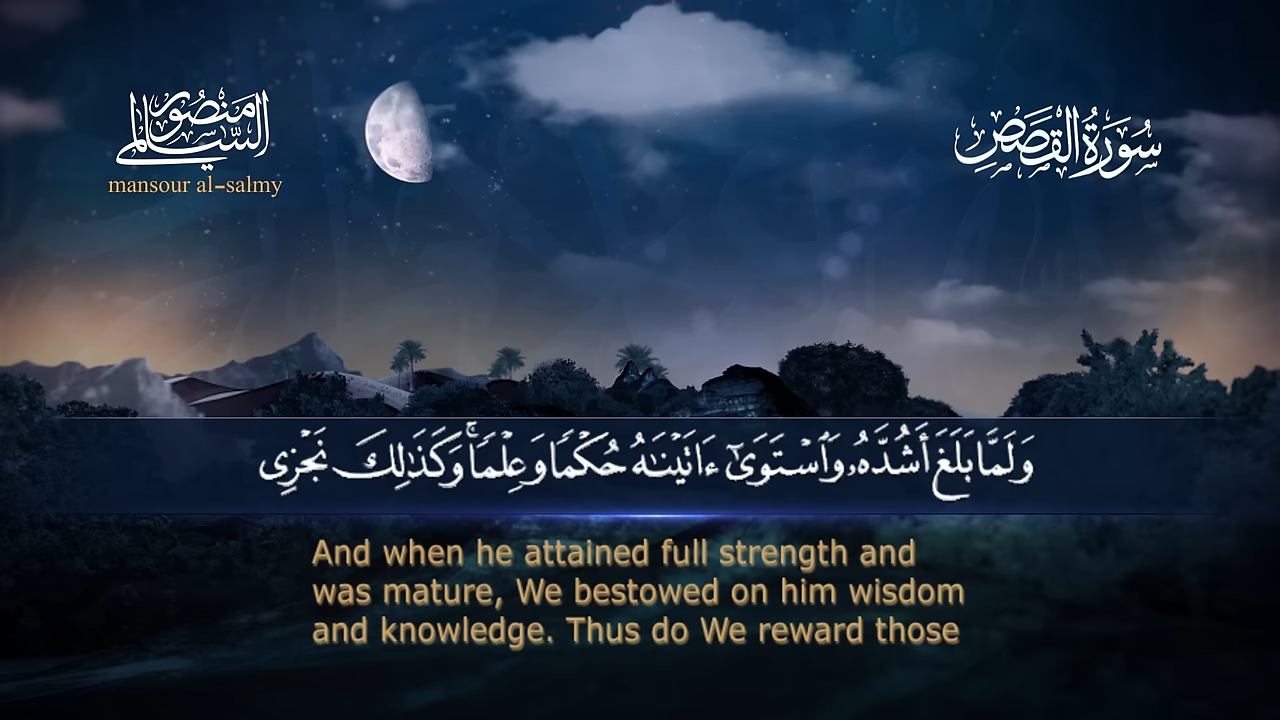 منصور
السالمي
mansour al-salmy
سُورَةُ القَصَصِ
وَلَمَّا بَلَغَ أَشُدَّهُۥ وَٱسْتَوَىٰٓ ءَاتَيْنَٰهُ حُكْمًا وَعِلْمًا ۚ وَكَذَٰلِكَ نَجْزِى
And when he attained full strength and
was mature, We bestowed on him wisdom
and knowledge. Thus do We reward those